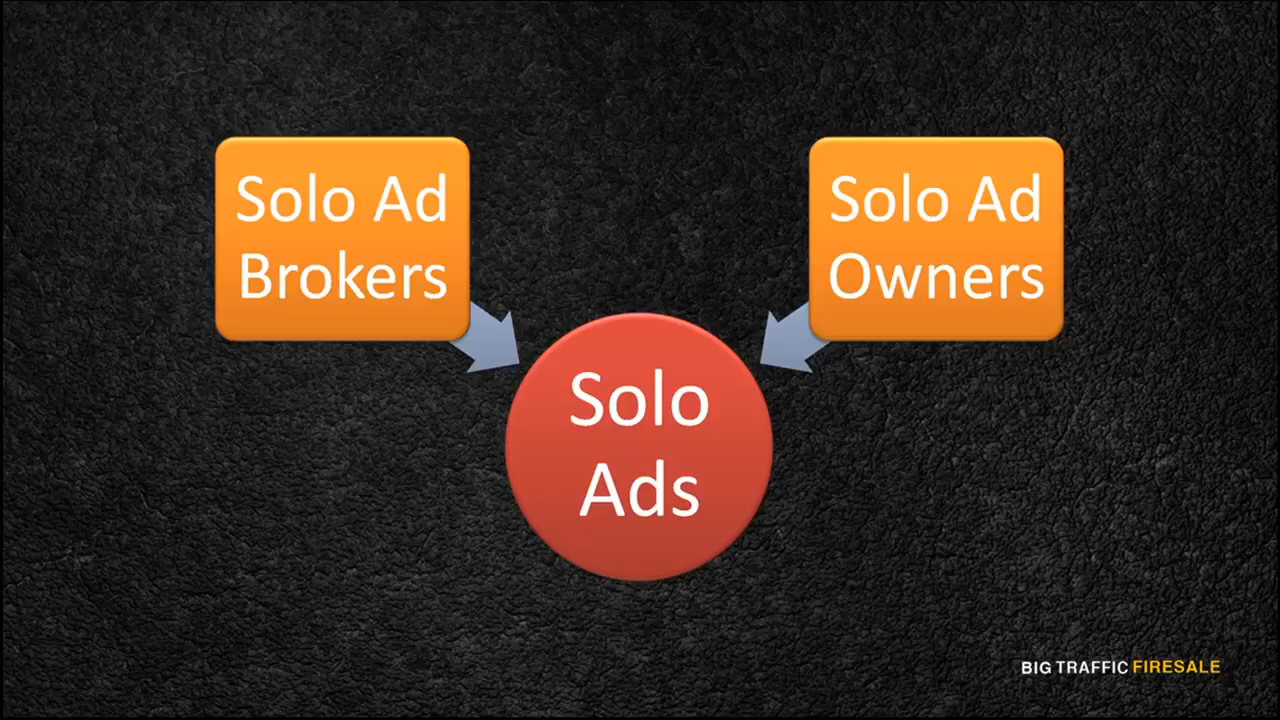 Solo Ad
Brokers
Solo Ad
Owners
Solo
Ads
BIG TRAFFIC FIRESALE